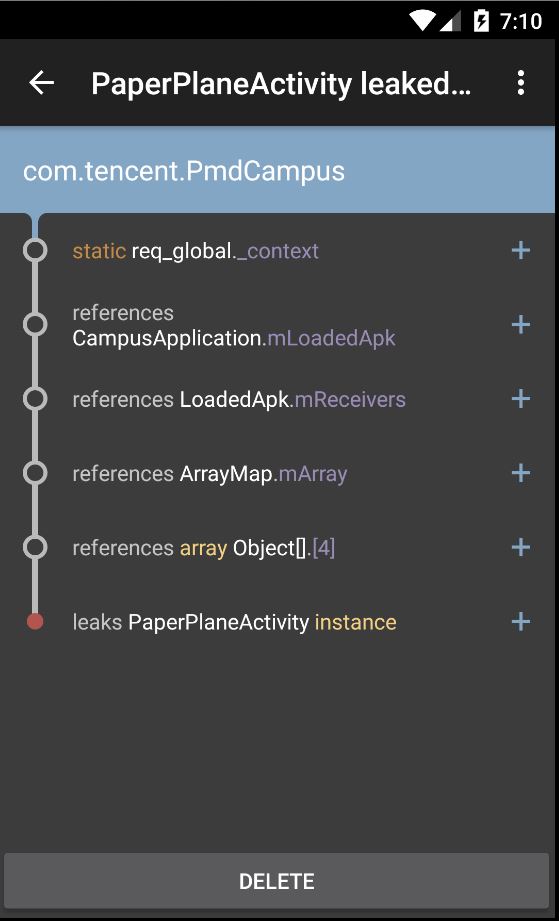 7:10
PaperPlaneActivity leaked...
com.tencent.PmdCampus
static req_global._context
references
CampusApplication.mLoadedApk
references LoadedApk.mReceivers
references ArrayMap.mArray
references array Object[].[4]
leaks PaperPlaneActivity instance
DELETE